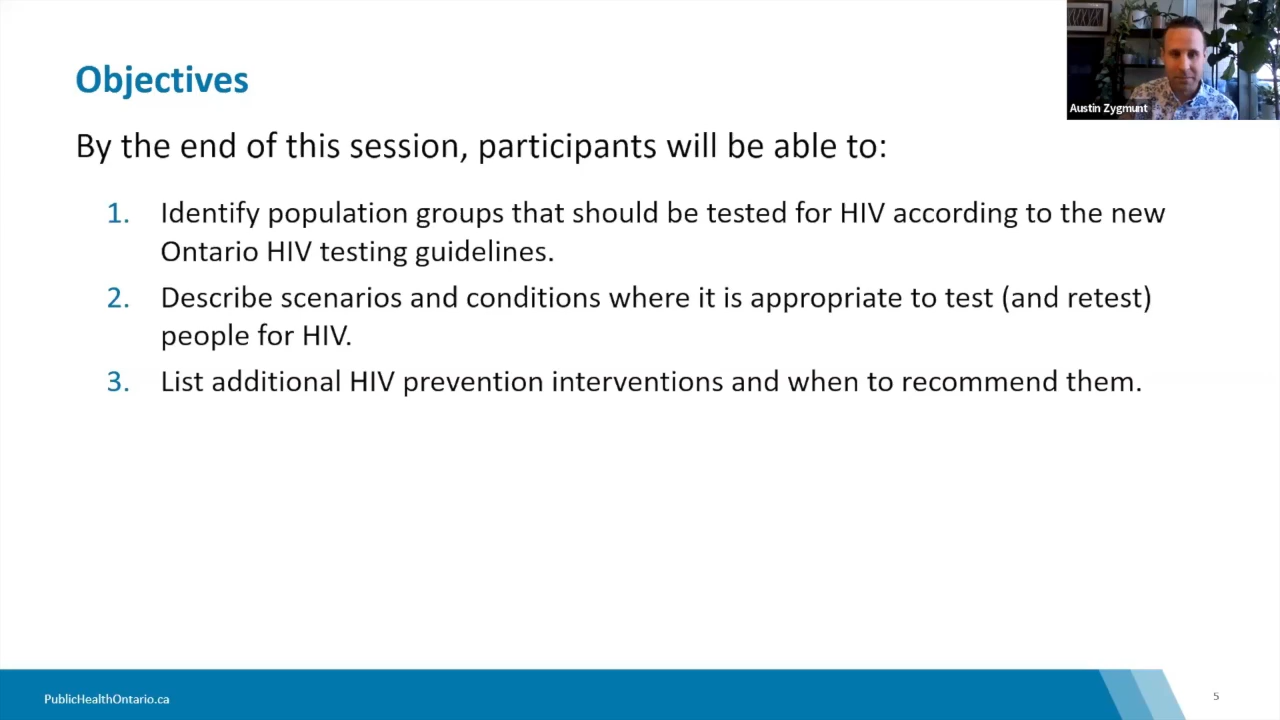 Objectives
Austin Zygmunt
By the end of this session, participants will be able to:
1. Identify population groups that should be tested for HIV according to the new
Ontario HIV testing guidelines.
2. Describe scenarios and conditions where it is appropriate to test (and retest)
people for HIV.
3. List additional HIV prevention interventions and when to recommend them.
PublicHealthOntario.ca
5